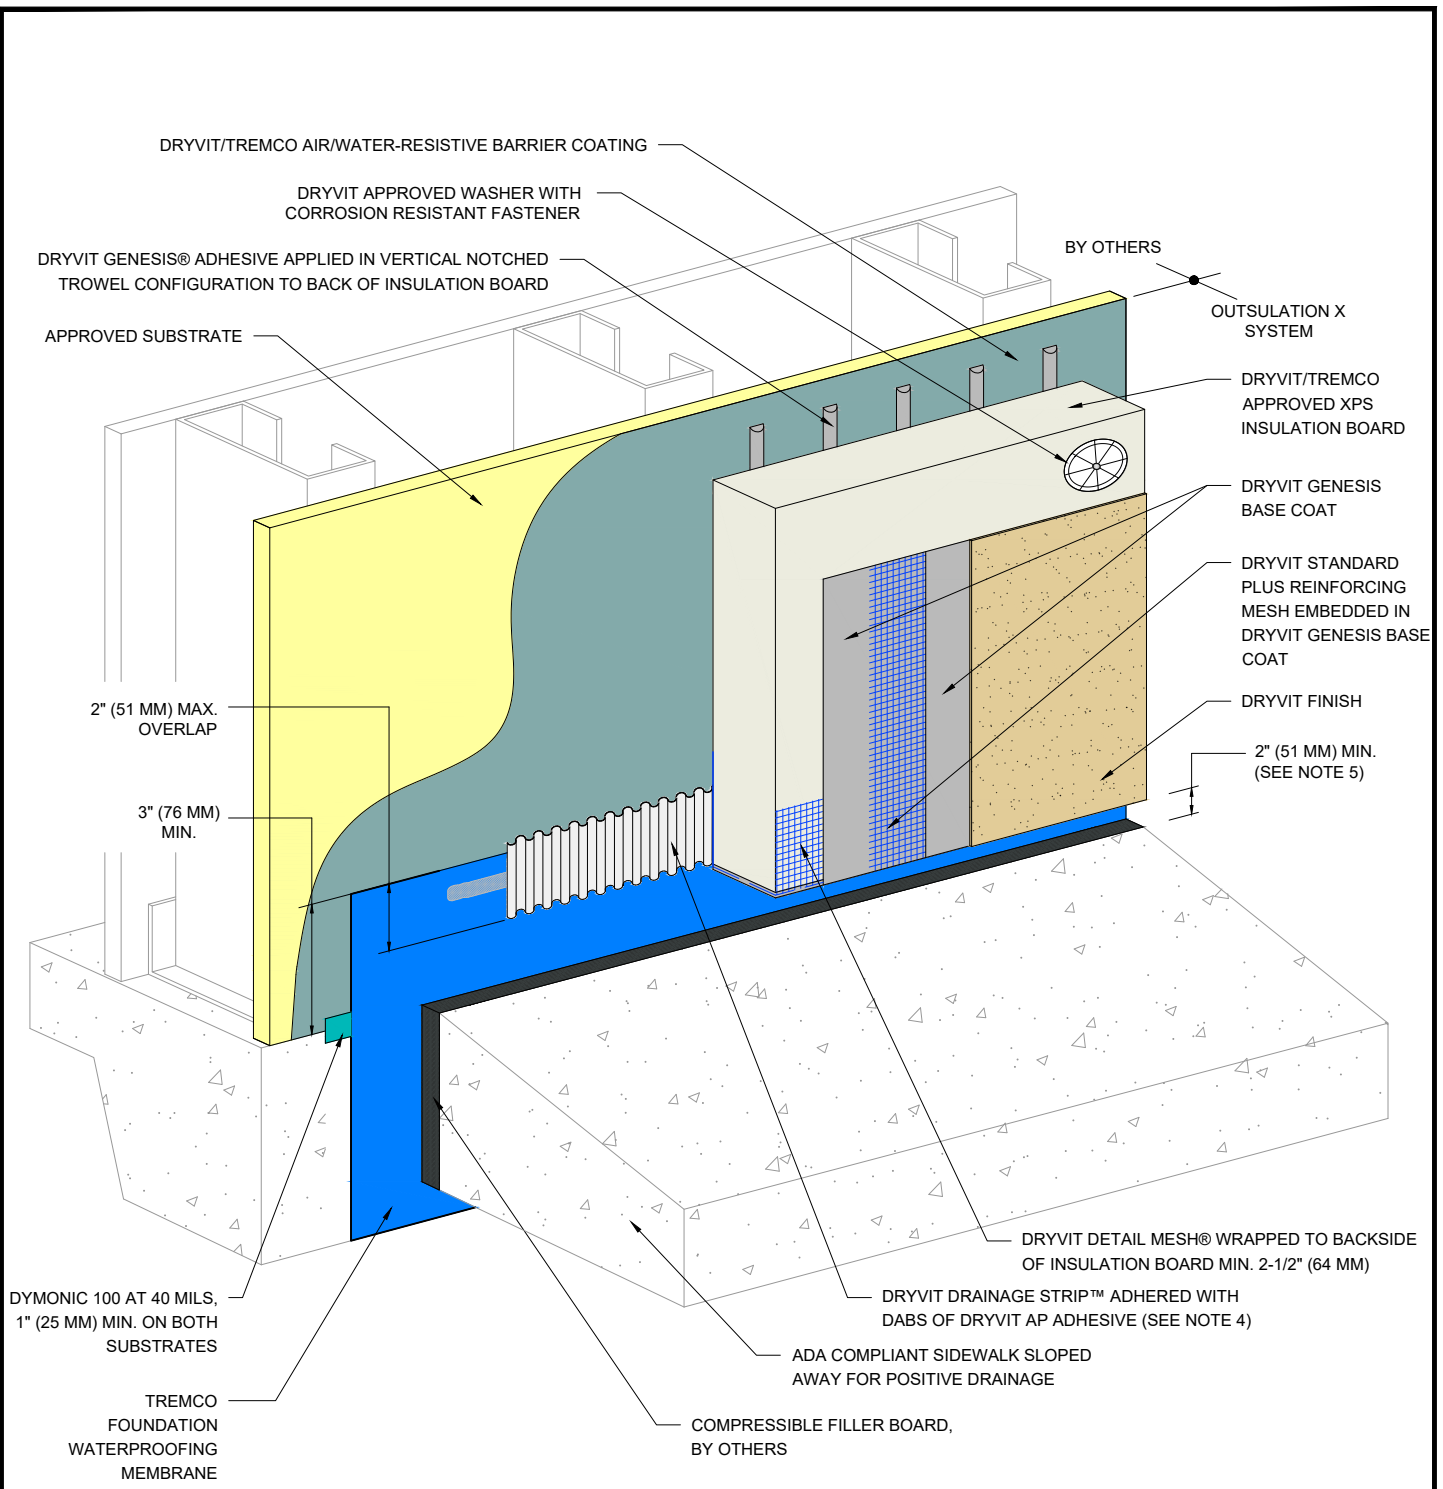 DRYVIT/TREMCO AIR/WATER-RESISTIVE BARRIER COATING
DRYVIT APPROVED WASHER WITH
CORROSION RESISTANT FASTENER
DRYVIT GENESIS® ADHESIVE APPLIED IN VERTICAL NOTCHED
TROWEL CONFIGURATION TO BACK OF INSULATION BOARD
APPROVED SUBSTRATE
BY OTHERS
OUTSULATION X
SYSTEM
DRYVIT/TREMCO
APPROVED XPS
INSULATION BOARD
DRYVIT GENESIS
BASE COAT
DRYVIT STANDARD
PLUS REINFORCING
MESH EMBEDDED IN
DRYVIT GENESIS BASE
COAT
DRYVIT FINISH
2" (51 MM) MIN.
(SEE NOTE 5)
2" (51 MM) MAX.
OVERLAP
3" (76 MM)
MIN.
DRYVIT DETAIL MESH® WRAPPED TO BACKSIDE
OF INSULATION BOARD MIN. 2-1/2" (64 MM)
DRYVIT DRAINAGE STRIP™ ADHERED WITH
DABS OF DRYVIT AP ADHESIVE (SEE NOTE 4)
ADA COMPLIANT SIDEWALK SLOPED
AWAY FOR POSITIVE DRAINAGE
COMPRESSIBLE FILLER BOARD,
BY OTHERS
DYMONIC 100 AT 40 MILS,
1" (25 MM) MIN. ON BOTH
SUBSTRATES
TREMCO
FOUNDATION
WATERPROOFING
MEMBRANE